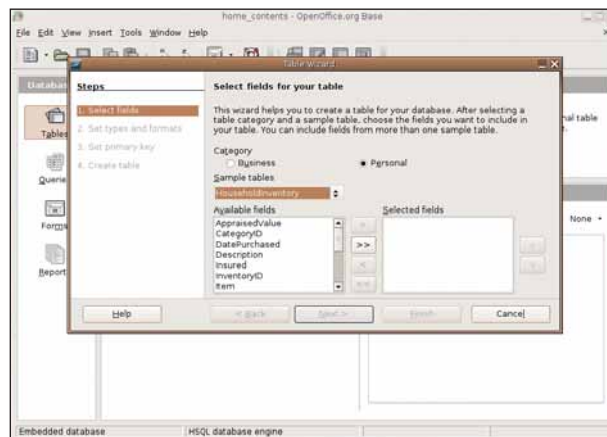 home_contents - OpenOffice.org Base
File Edit View Insert Tools Window Help
Table Wizard
Databas
Tables
Querie
Forms
Report
Steps
1. Select fields
2. Set types and formats
3. Set primary key
4. Create table
Select fields for your table
This wizard helps you to create a table for your database. After selecting a
table category and a sample table, choose the fields you want to include in
your table. You can include fields from more than one sample table.
Category
Business
Personal
Sample tables
HouseholdInventory
Available fields
Selected fields
AppraisedValue
CategoryID
DatePurchased
Description
Insured
InventoryID
Item
>
>>
<
<<
Help
< Back
Next >
Finish
Cancel
nal table
None
Embedded database
HSQL database engine